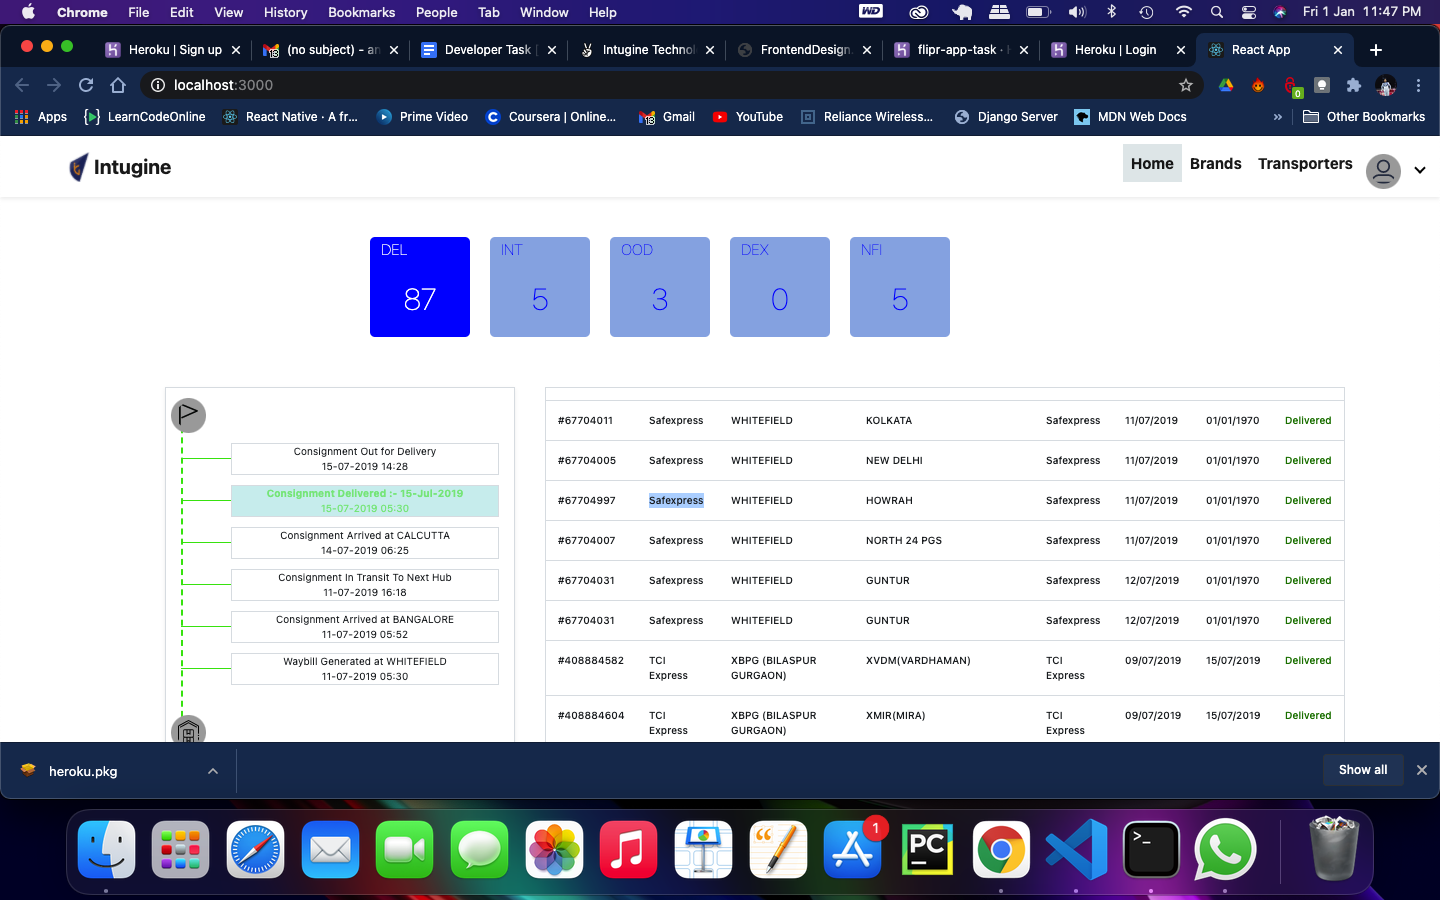 Chrome File Edit View History Bookmarks People Tab Window Help WD Fri 1 Jan 11:47 PM
Heroku | Sign up (no subject) - an Developer Task Intugine Technol FrontendDesign flipr-app-task · H Heroku | Login React App
localhost:3000 0
Apps LearnCodeOnline React Native · A fr... Prime Video Coursera | Online... Gmail YouTube Reliance Wireless... Django Server MDN Web Docs » Other Bookmarks
Intugine Home Brands Transporters
DEL INT OOD DEX NFI
87 5 3 0 5
Consignment Out for Delivery
15-07-2019 14:28
Consignment Delivered :- 15-Jul-2019
15-07-2019 05:30
Consignment Arrived at CALCUTTA
14-07-2019 06:25
Consignment In Transit To Next Hub
11-07-2019 16:18
Consignment Arrived at BANGALORE
11-07-2019 05:52
Waybill Generated at WHITEFIELD
11-07-2019 05:30
#67704011 Safexpress WHITEFIELD KOLKATA Safexpress 11/07/2019 01/01/1970 Delivered
#67704005 Safexpress WHITEFIELD NEW DELHI Safexpress 11/07/2019 01/01/1970 Delivered
#67704997 Safexpress WHITEFIELD HOWRAH Safexpress 11/07/2019 01/01/1970 Delivered
#67704007 Safexpress WHITEFIELD NORTH 24 PGS Safexpress 11/07/2019 01/01/1970 Delivered
#67704031 Safexpress WHITEFIELD GUNTUR Safexpress 12/07/2019 01/01/1970 Delivered
#67704031 Safexpress WHITEFIELD GUNTUR Safexpress 12/07/2019 01/01/1970 Delivered
#408884582 TCI Express XBPG (BILASPUR GURGAON) XVDM(VARDHAMAN) TCI Express 09/07/2019 15/07/2019 Delivered
#408884604 TCI Express XBPG (BILASPUR GURGAON) XMIR(MIRA) TCI Express 09/07/2019 15/07/2019 Delivered
heroku.pkg Show all
1
PC
>_